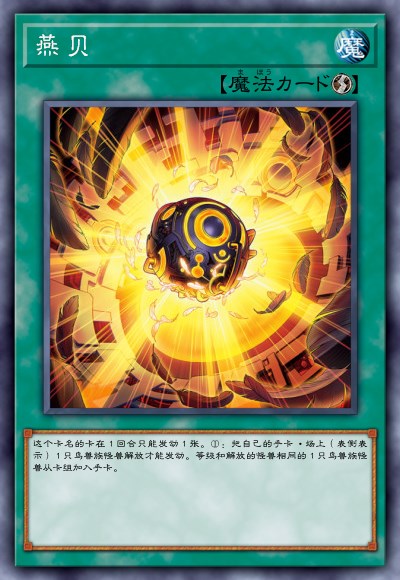 燕贝
魔
【魔法カード】
まほう
这个卡名的卡在１回合只能发动１张。①：把自己的手卡·场上（表侧表
示）１只鸟兽族怪兽解放才能发动。等级和解放的怪兽相同的１只鸟兽族怪
兽从卡组加入手卡。